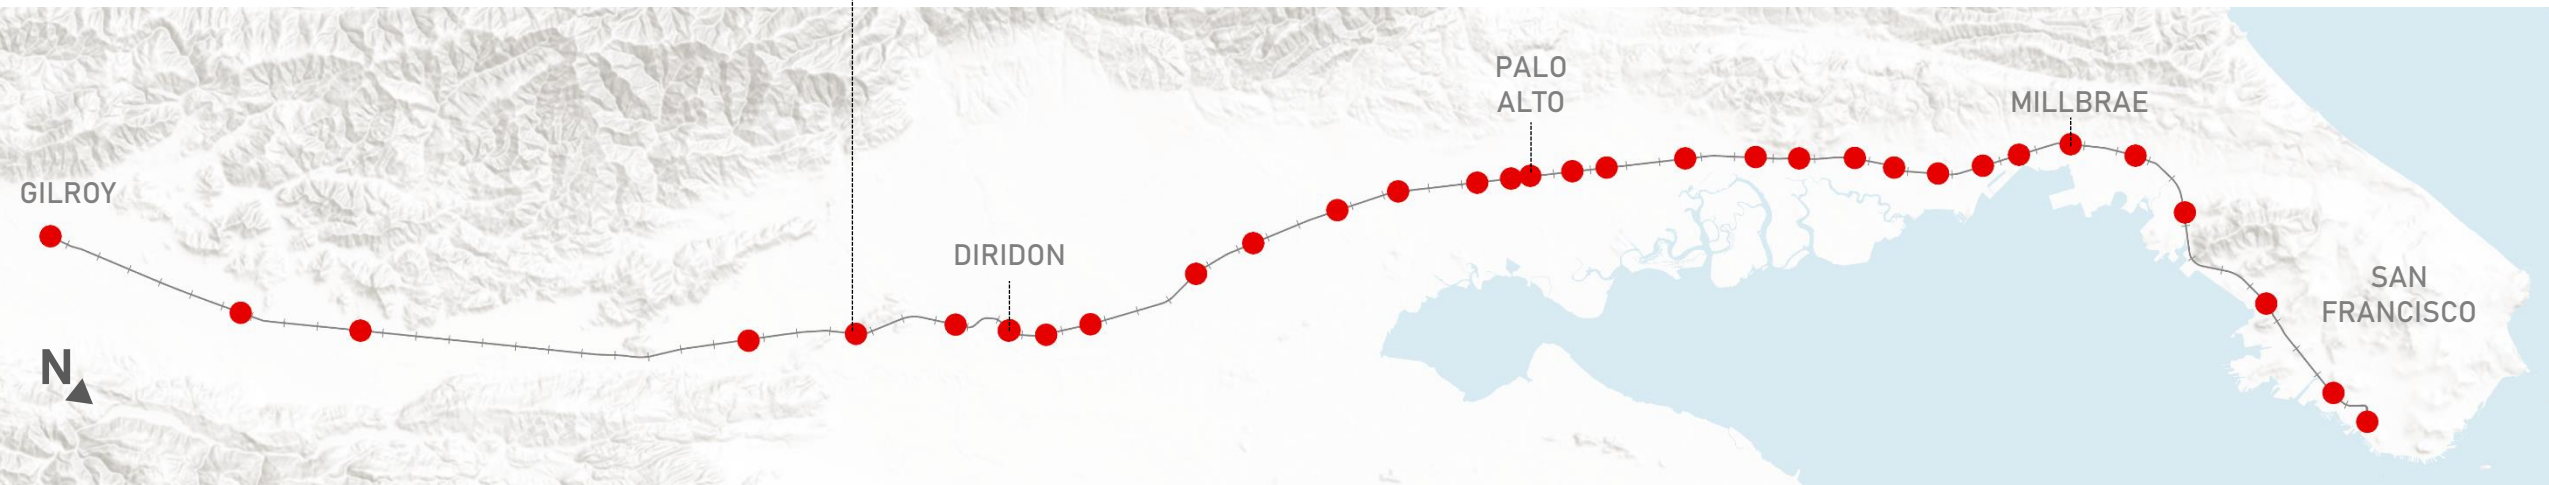 PALO
ALTO
MILLBRAE
GILROY
DIRIDON
SAN
FRANCISCO
N